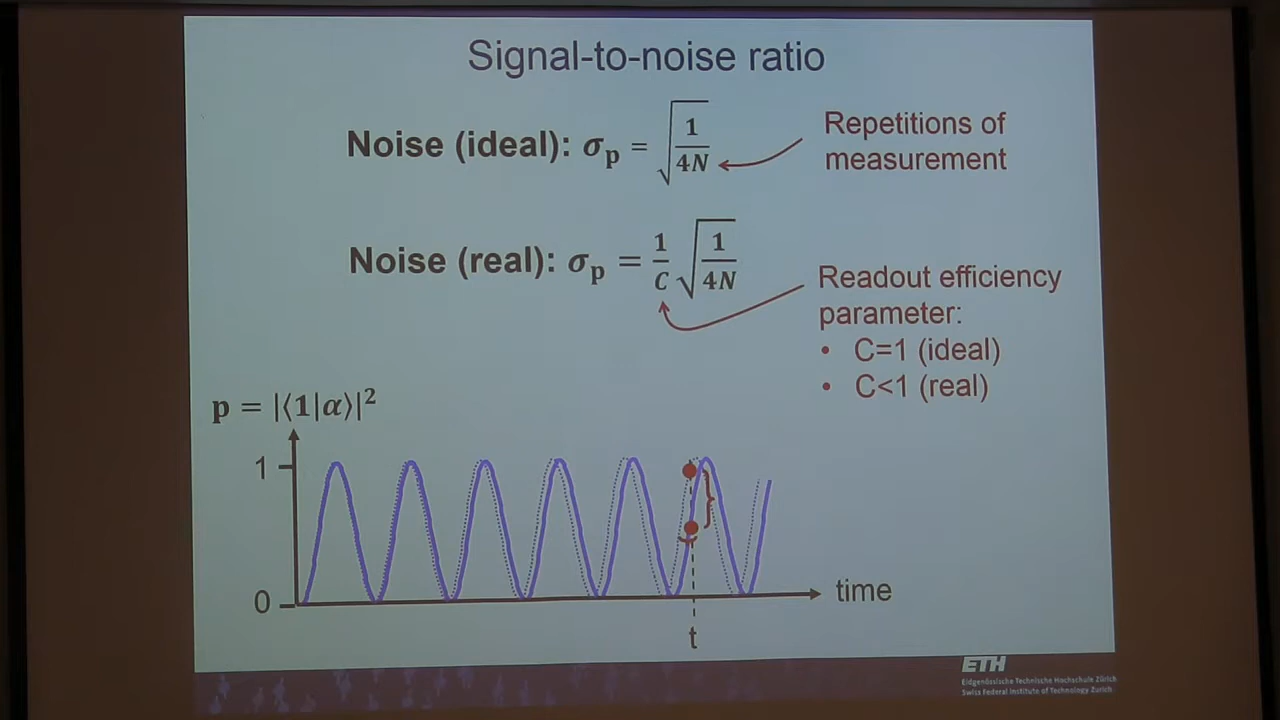 Signal-to-noise ratio
Noise (ideal): σₚ = √(1/4N)
Repetitions of
measurement
Noise (real): σₚ = 1/C √(1/4N)
Readout efficiency
parameter:
• C=1 (ideal)
• C<1 (real)
p = |⟨1|α⟩|²
1
0
time
t
ETH
Eidgenössische Technische Hochschule Zürich
Swiss Federal Institute of Technology Zurich